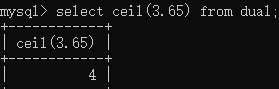 mysql> select ceil(3.65) from dual;
+------------+
| ceil(3.65) |
+------------+
|          4 |